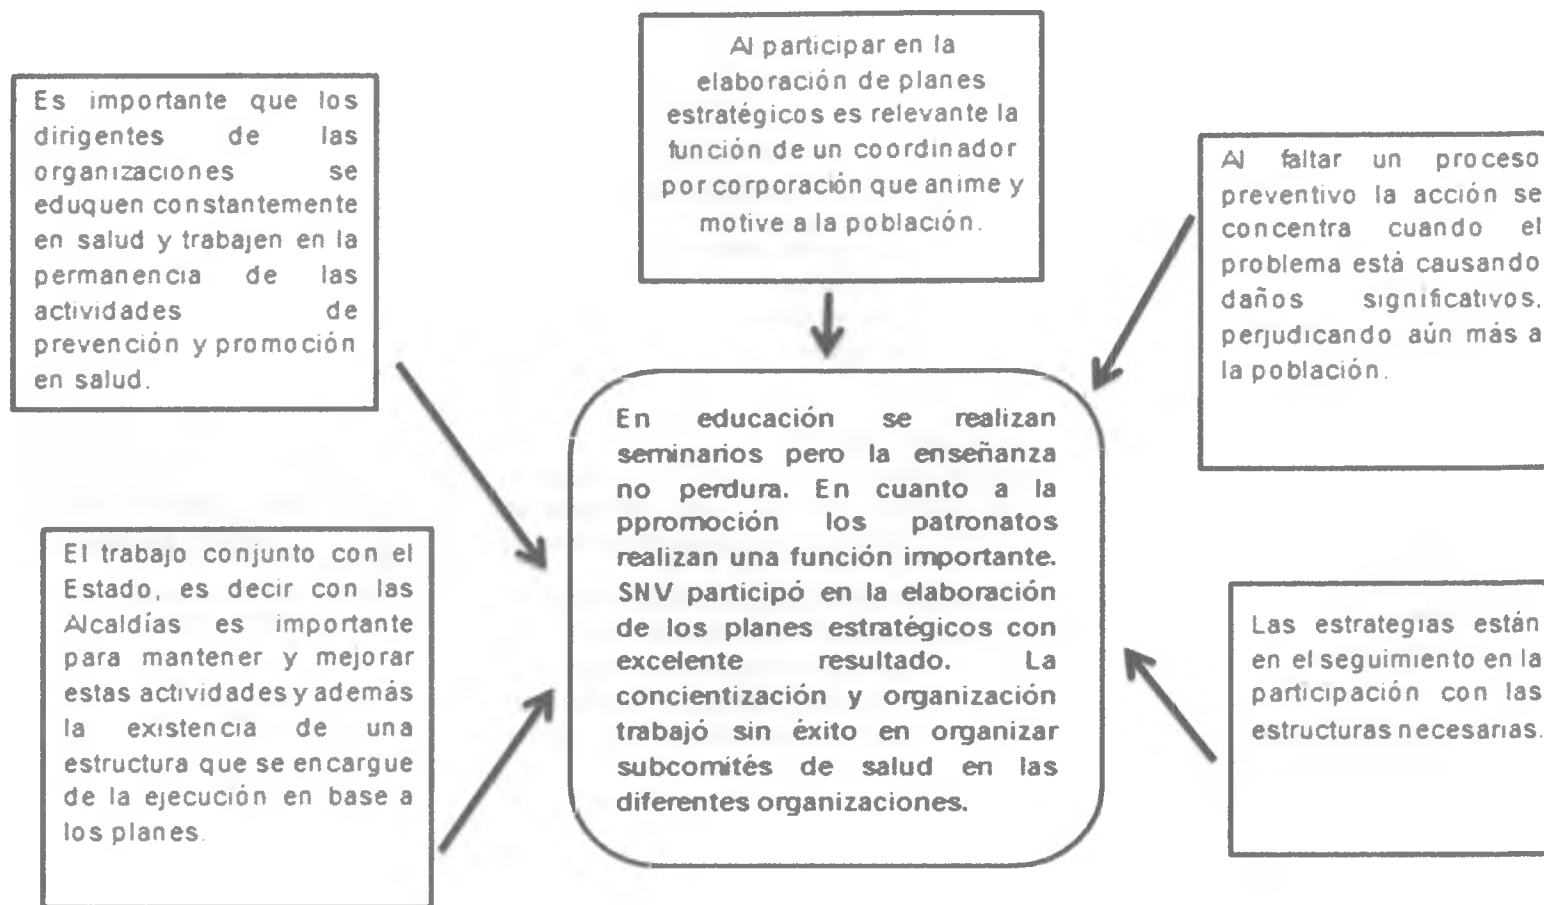 Al participar en la
elaboración de planes
estratégicos es relevante la
función de un coordinador
por corporación que anime y
motive a la población.
Es importante que los
dirigentes de las
organizaciones se
eduquen constantemente
en salud y trabajen en la
permanencia de las
actividades de
prevención y promoción
en salud.
Al faltar un proceso
preventivo la acción se
concentra cuando el
problema está causando
daños significativos,
perjudicando aún más a
la población.
En educación se realizan
seminarios pero la enseñanza
no perdura. En cuanto a la
ppromoción los patronatos
realizan una función importante.
SNV participó en la elaboración
de los planes estratégicos con
excelente resultado. La
concientización y organización
trabajó sin éxito en organizar
subcomités de salud en las
diferentes organizaciones.
El trabajo conjunto con el
Estado, es decir con las
Alcaldías es importante
para mantener y mejorar
estas actividades y además
la existencia de una
estructura que se encargue
de la ejecución en base a
los planes.
Las estrategias están
en el seguimiento en la
participación con las
estructuras necesarias.